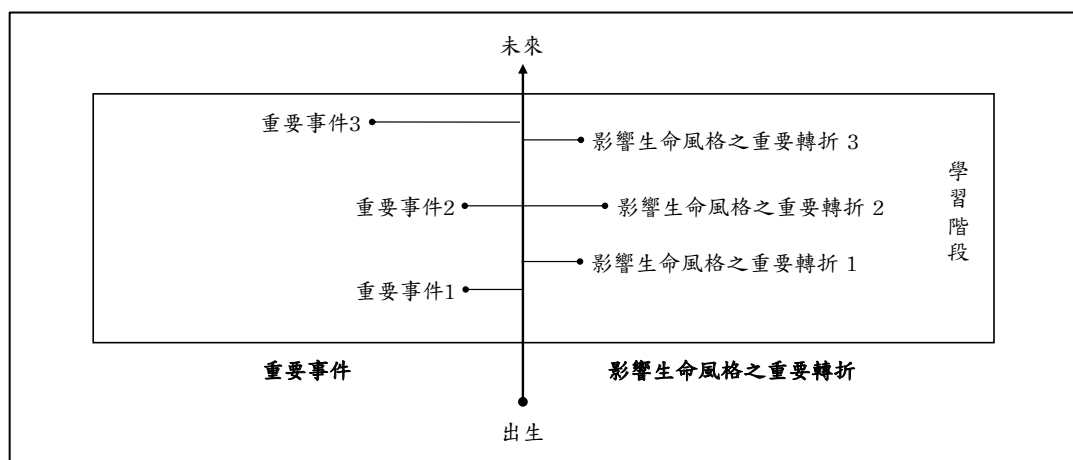 未來
重要事件3
影響生命風格之重要轉折 3
重要事件2
影響生命風格之重要轉折 2
影響生命風格之重要轉折 1
重要事件1
學習階段
重要事件
影響生命風格之重要轉折
出生